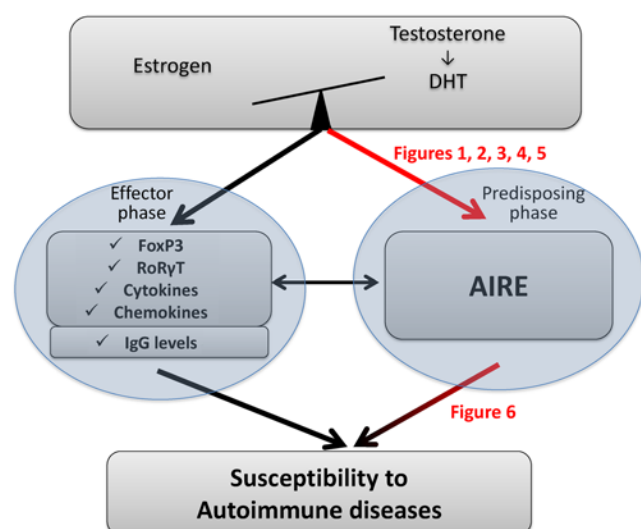 Estrogen
Testosterone
↓
DHT
Figures 1, 2, 3, 4, 5
Effector
phase
✓ FoxP3
✓ RoRγT
✓ Cytokines
✓ Chemokines
✓ IgG levels
Predisposing
phase
AIRE
Figure 6
Susceptibility to
Autoimmune diseases